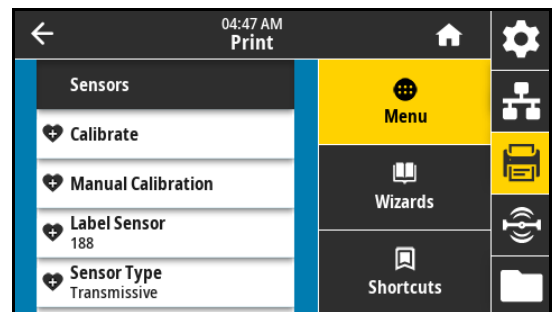 04:47 AM
Print
Sensors
Calibrate
Manual Calibration
Label Sensor
188
Sensor Type
Transmissive
Menu
Wizards
Shortcuts